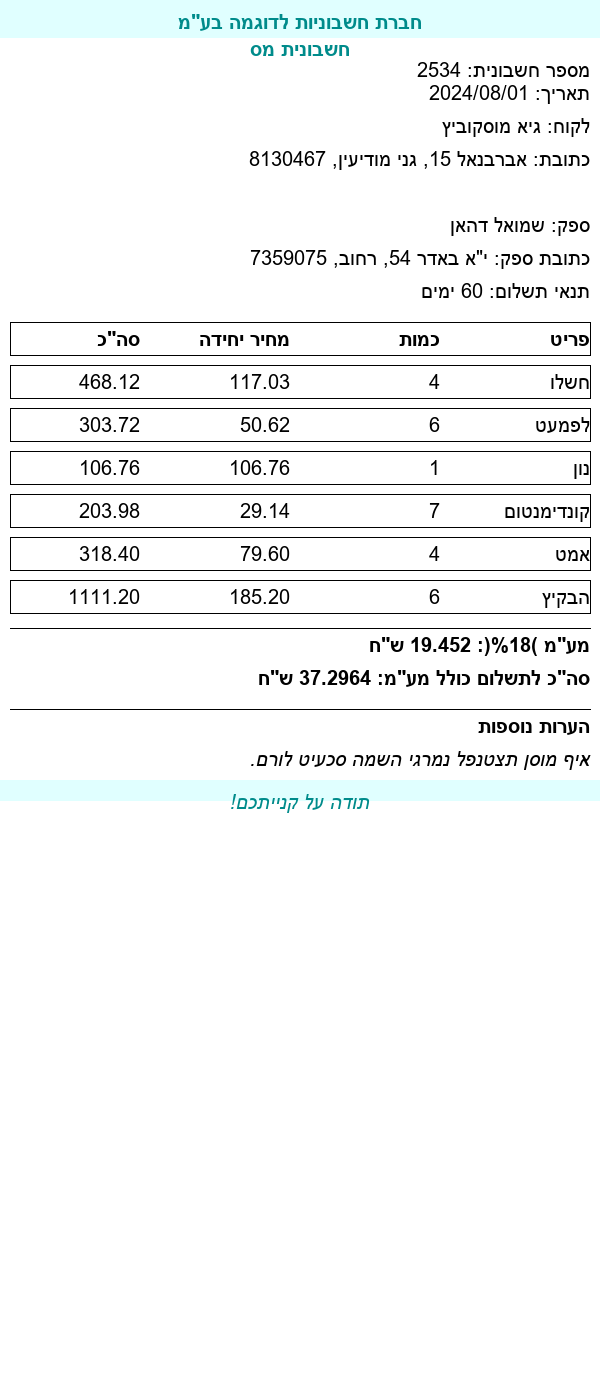 חברת חשבוניות לדוגמה בע"מ
חשבונית מס
מספר חשבונית: 2534
תאריך: 2024/08/01
לקוח: גיא מוסקוביץ
כתובת: אברבנאל 15, גני מודיעין, 8130467
ספק: שמואל דהאן
כתובת ספק: י"א באדר 54, רחוב, 7359075
תנאי תשלום: 60 ימים
פריט כמות מחיר יחידה סה"כ
חשלו 4 117.03 468.12
לפמעט 6 50.62 303.72
נון 1 106.76 106.76
קונדימנטום 7 29.14 203.98
אמט 4 79.60 318.40
הבקיץ 6 185.20 1111.20
מע"מ )18%(: 19.452 ש"ח
סה"כ לתשלום כולל מע"מ: 37.2964 ש"ח
הערות נוספות
איף מוסן תצטנפל נמרגי השמה סכעיט לורם.
תודה על קנייתכם!